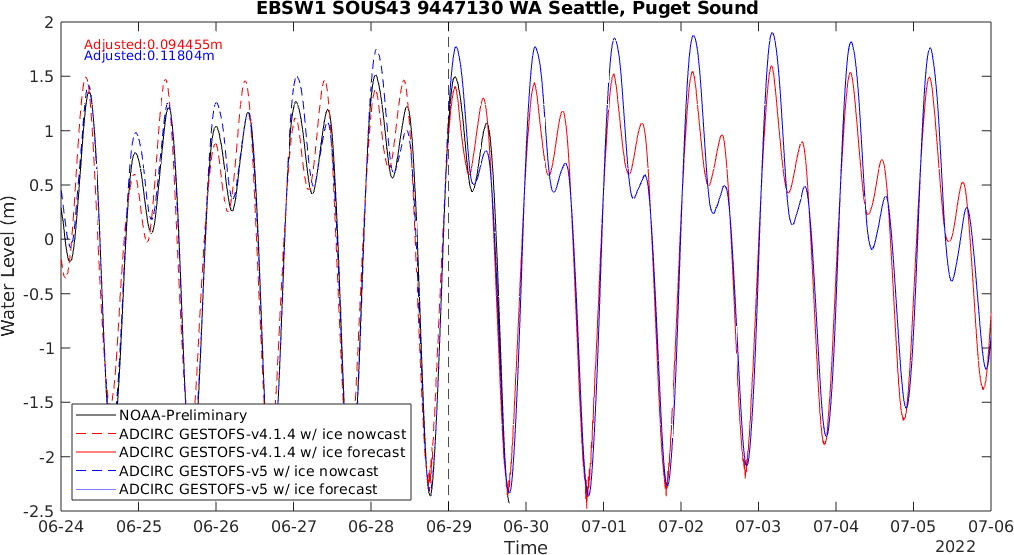 EBSW1 SOUS43 9447130 WA Seattle, Puget Sound
Adjusted:0.094455m
Adjusted:0.11804m
Water Level (m)
2
1.5
1
0.5
0
-0.5
-1
-1.5
-2
-2.5
NOAA-Preliminary
ADCIRC GESTOFS-v4.1.4 w/ ice nowcast
ADCIRC GESTOFS-v4.1.4 w/ ice forecast
ADCIRC GESTOFS-v5 w/ ice nowcast
ADCIRC GESTOFS-v5 w/ ice forecast
06-24 06-25 06-26 06-27 06-28 06-29 06-30 07-01 07-02 07-03 07-04 07-05 07-06
Time
2022